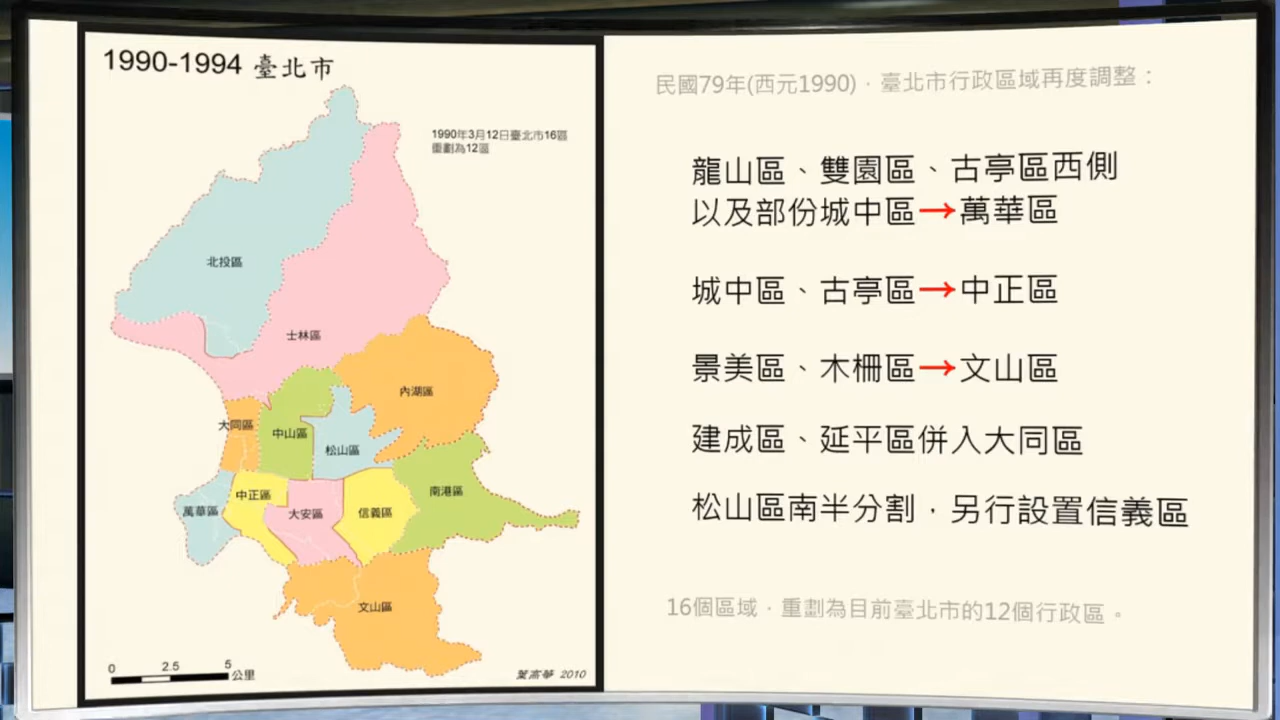 1990-1994 臺北市
1990年3月12日臺北市16區
重劃為12區
北投區
士林區
內湖區
大同區
中山區
松山區
南港區
中正區
萬華區
大安區
信義區
文山區
0 2.5 5
公里
葉高華 2010
民國79年(西元1990)，臺北市行政區域再度調整：
龍山區、雙園區、古亭區西側
以及部份城中區→萬華區
城中區、古亭區→中正區
景美區、木柵區→文山區
建成區、延平區併入大同區
松山區南半分割，另行設置信義區
16個區域，重劃為目前臺北市的12個行政區。